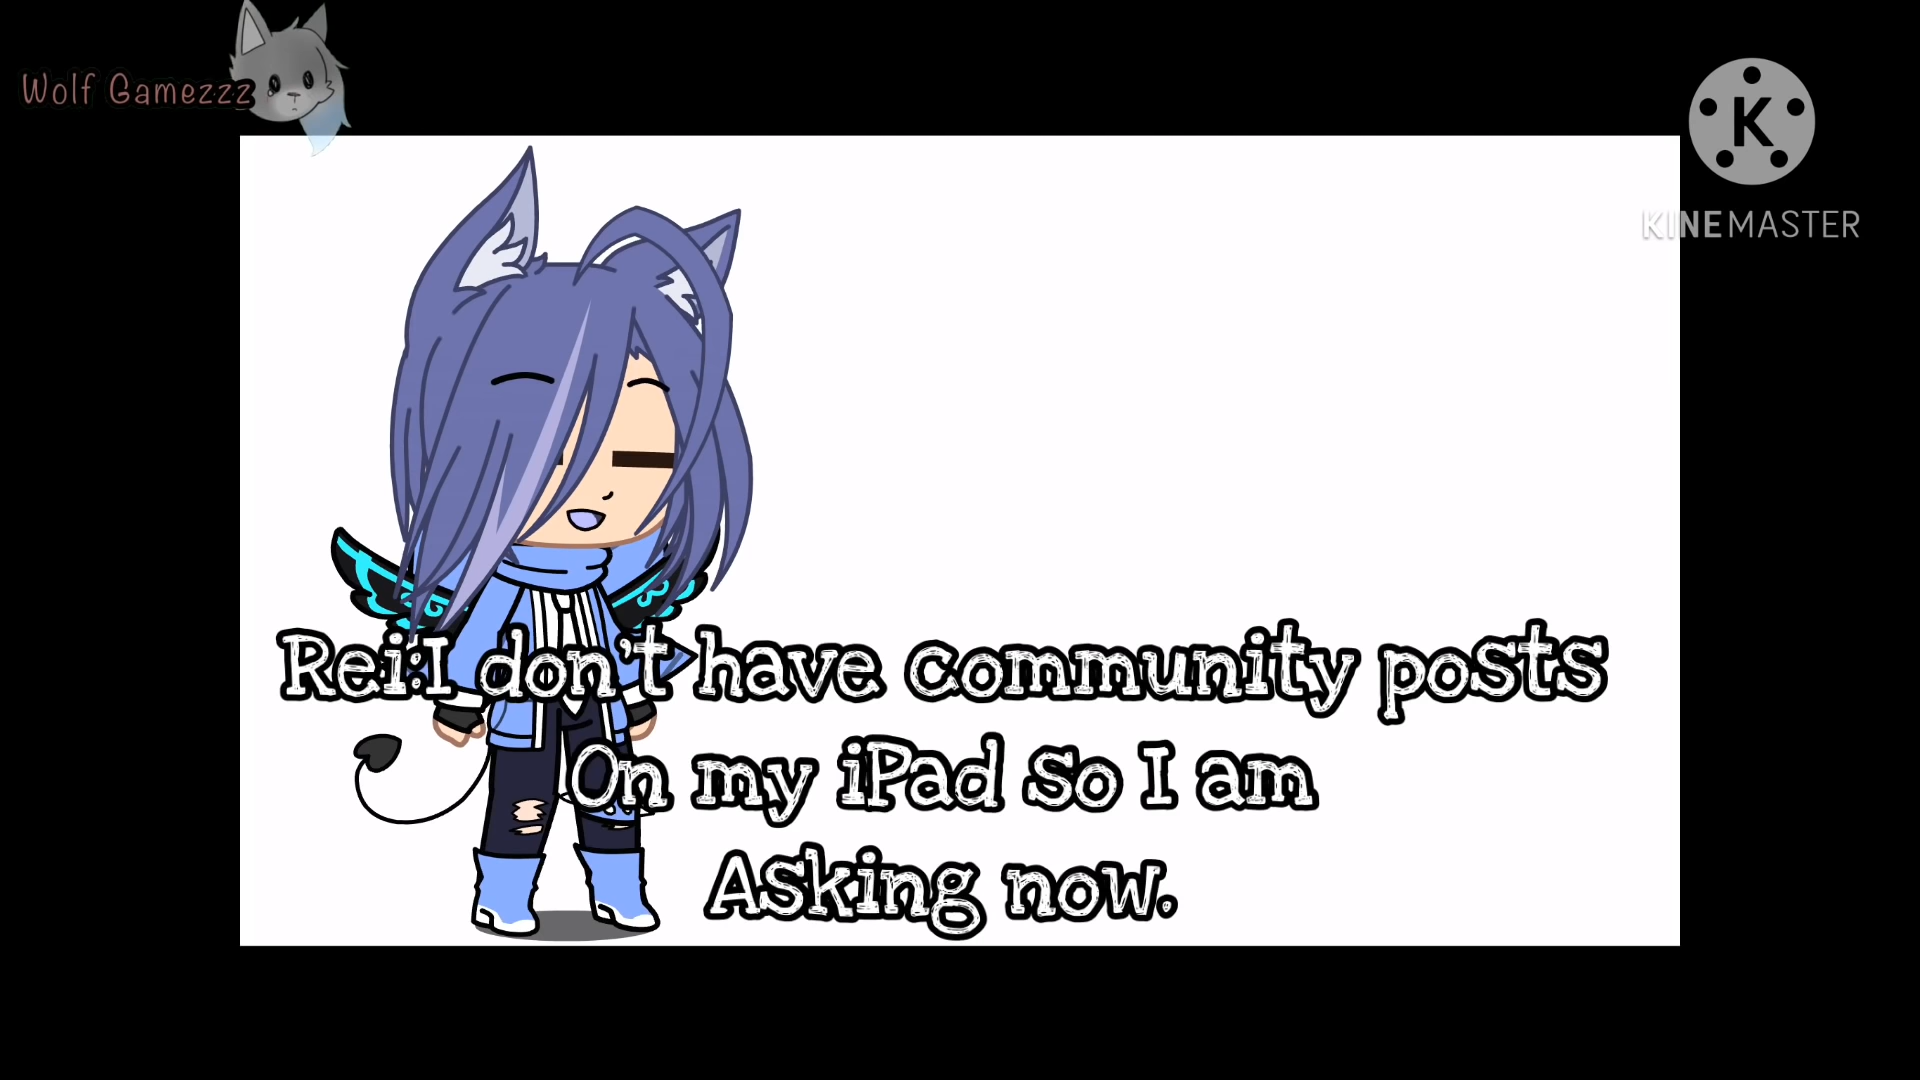 Wolf Gamezzz
K
KINEMASTER
Rei:I don't have community posts
On my iPad so I am
Asking now.